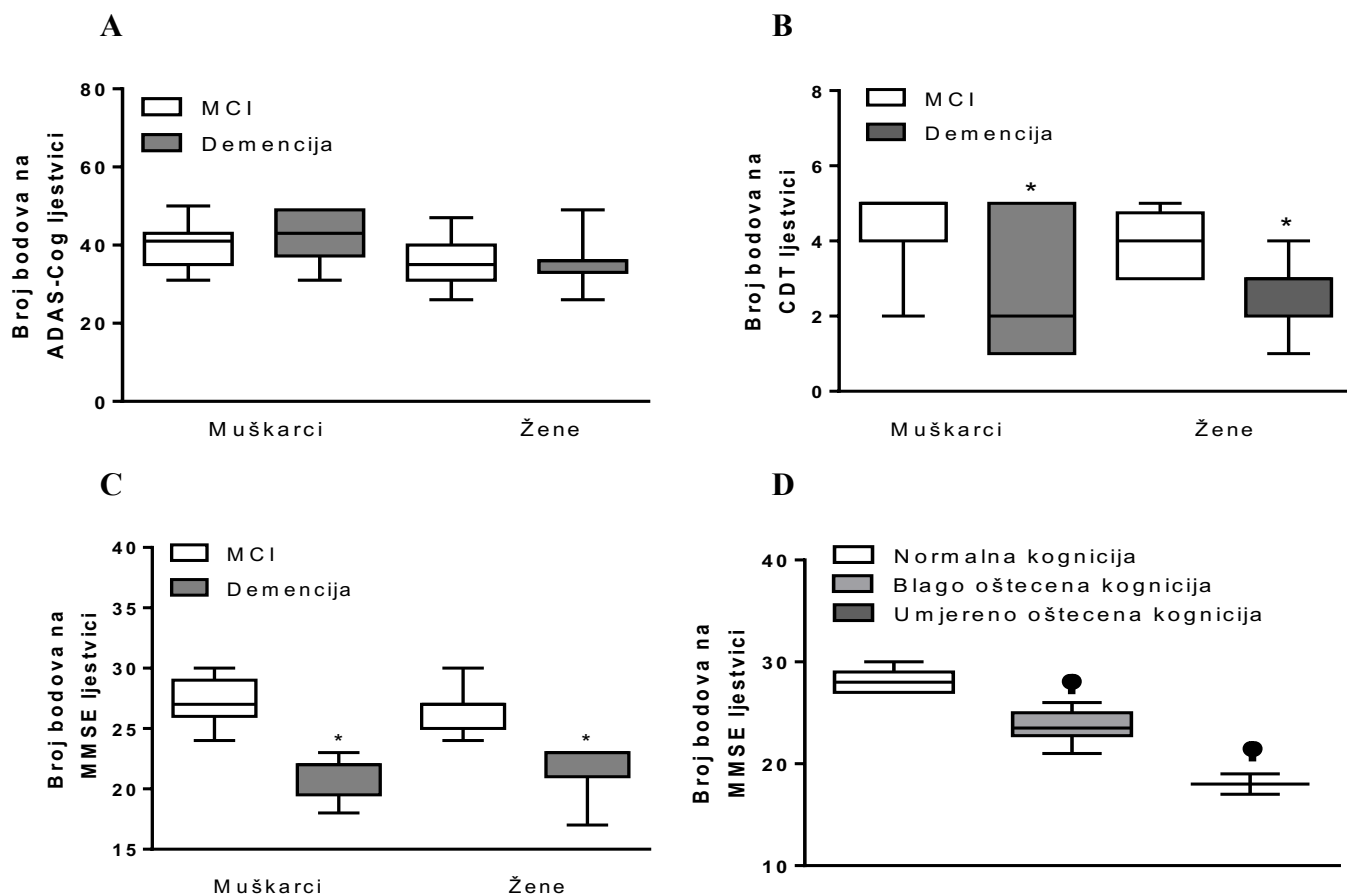 A
Broj bodova na
ADAS-Cog ljestvici
80
60
40
20
0
MCI
Demencija
Muškarci
Žene
B
Broj bodova na
CDT ljestvici
8
6
4
2
0
MCI
Demencija
*
*
Muškarci
Žene
C
Broj bodova na
MMSE ljestvici
40
35
30
25
20
15
MCI
Demencija
*
*
Muškarci
Žene
D
Broj bodova na
MMSE ljestvici
40
30
20
10
Normalna kognicija
Blago oštecena kognicija
Umjereno oštecena kognicija